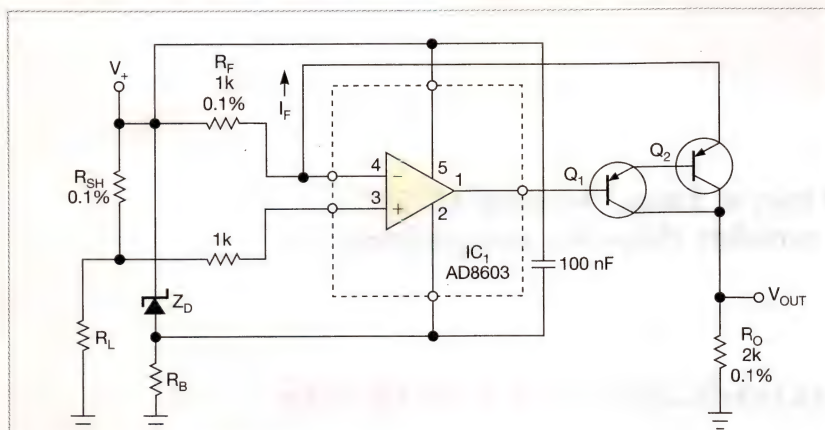 V+
RF
1k
0.1%
IF
RSH
0.1%
4
3
5
1
2
1k
IC1
AD8603
100 nF
Q1
Q2
ZD
RL
RB
VOUT
RO
2k
0.1%